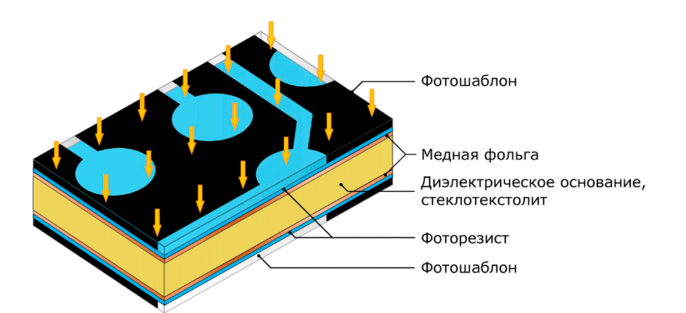 Фотошаблон
Медная фольга
Диэлектрическое основание,
стеклотекстолит
Фоторезист
Фотошаблон